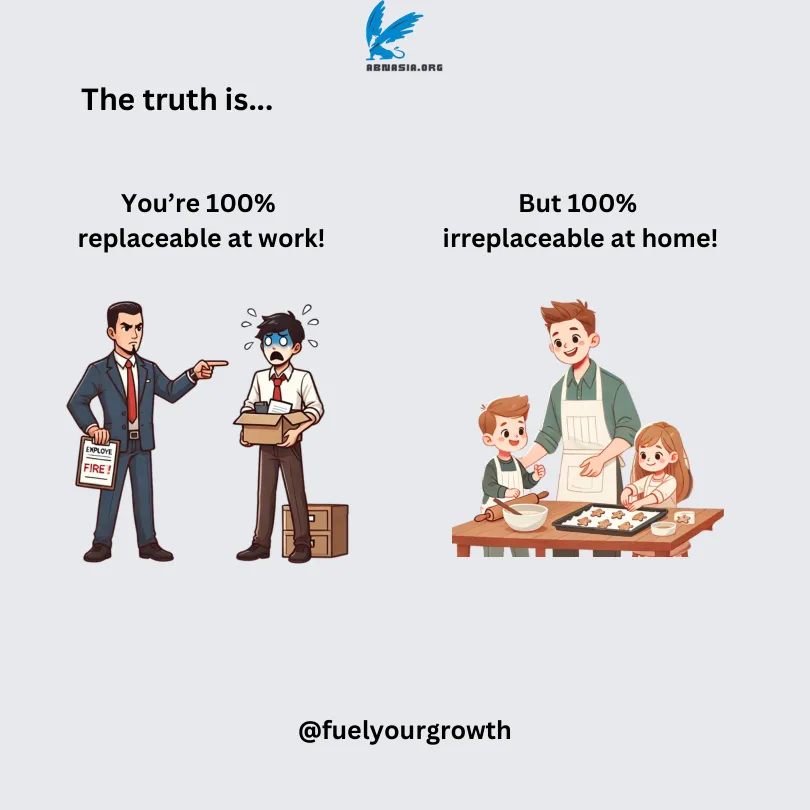 ABNASIA.ORG
The truth is...
You’re 100%
replaceable at work!
But 100%
irreplaceable at home!
EMPLOYE
FIRE!
@fuelyourgrowth